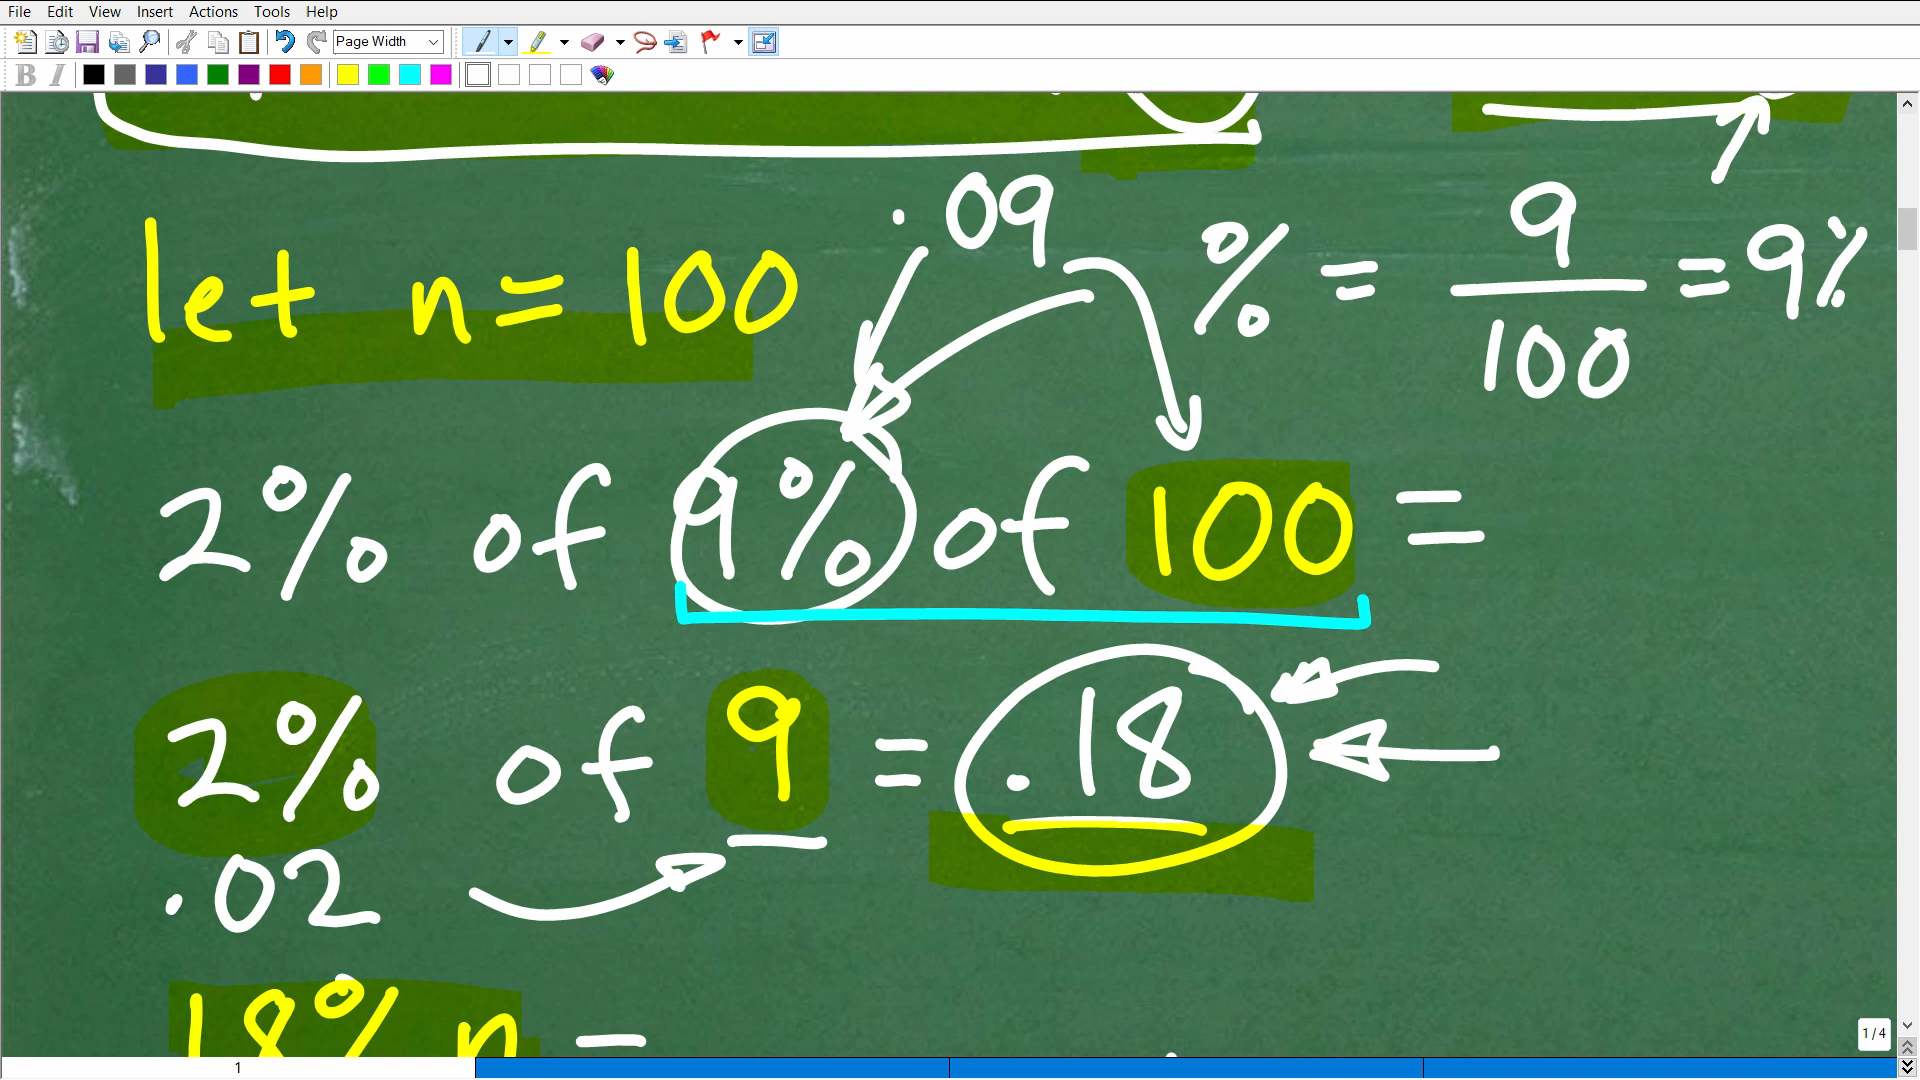 File Edit View Insert Actions Tools Help
Page Width
B I
.09
let n = 100
% = 9/100 = 9%
2% of 9% of 100 =
2% of 9 = .18
.02
18% n =
1 / 4
1